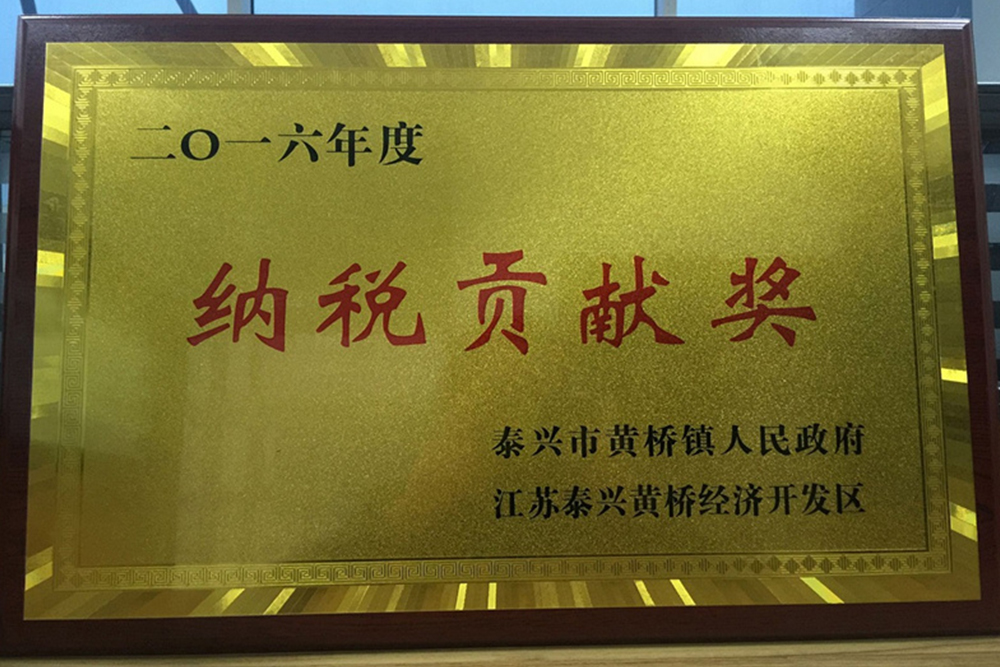 二〇一六年度
纳税贡献奖
泰兴市黄桥镇人民政府
江苏泰兴黄桥经济开发区